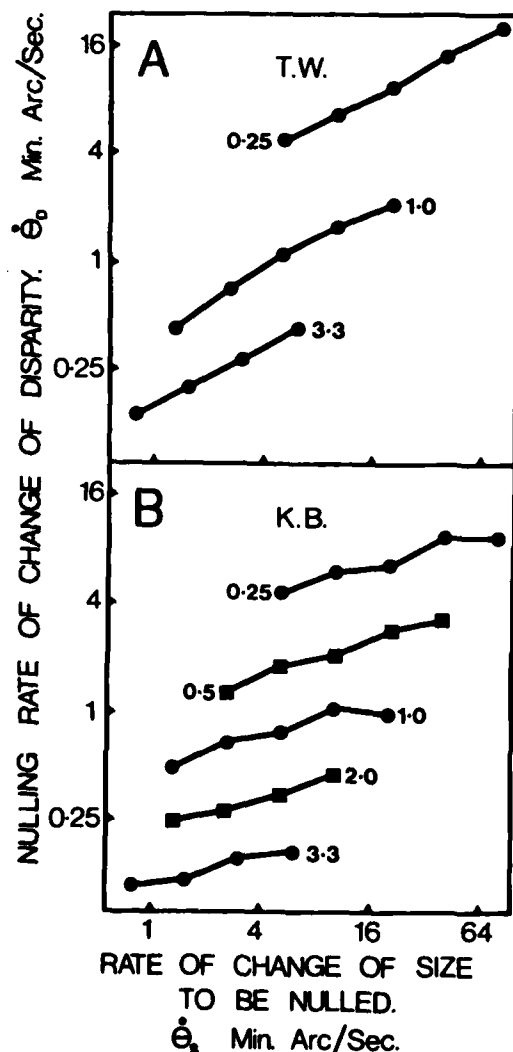 NULLING RATE OF CHANGE OF DISPARITY. Θ̇D Min. Arc/Sec.
A
T.W.
16
4
1
0·25
0·25
1·0
3·3
B
K.B.
16
4
1
0·25
0·25
0·5
1·0
2·0
3·3
1 4 16 64
RATE OF CHANGE OF SIZE
TO BE NULLED.
Θ̇s Min. Arc/Sec.